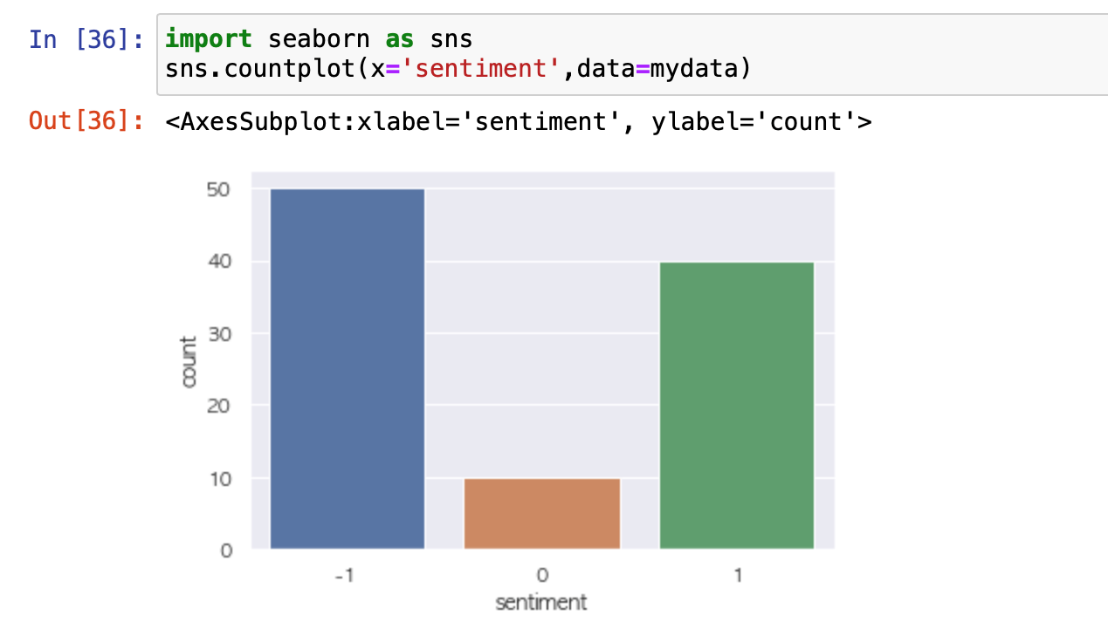 In [36]: import seaborn as sns
sns.countplot(x='sentiment',data=mydata)
Out[36]: <AxesSubplot:xlabel='sentiment', ylabel='count'>
50
40
30
20
10
0
count
-1 0 1
sentiment